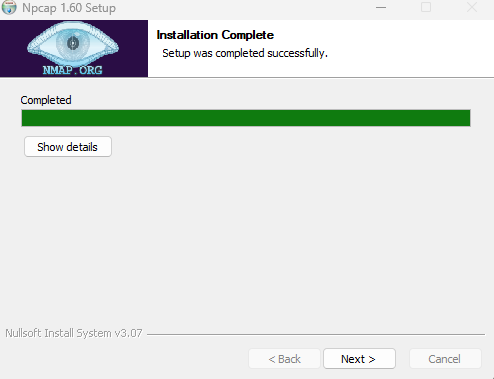 Npcap 1.60 Setup
Installation Complete
Setup was completed successfully.
NMAP.ORG
Completed
Show details
Nullsoft Install System v3.07
< Back
Next >
Cancel